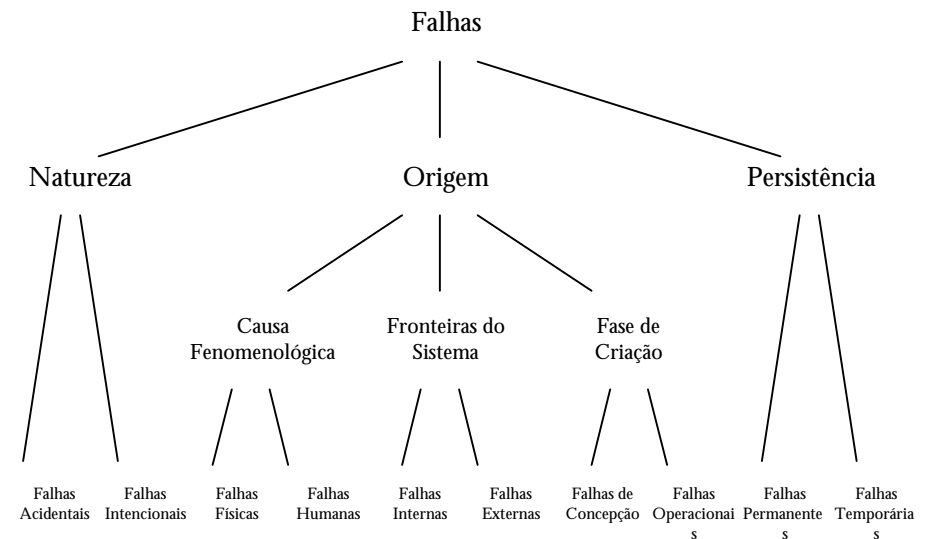 Falhas
Natureza
Origem
Persistência
Causa
Fenomenológica
Fronteiras do
Sistema
Fase de
Criação
Falhas
Acidentais
Falhas
Intencionais
Falhas
Físicas
Falhas
Humanas
Falhas
Internas
Falhas
Externas
Falhas de
Concepção
Falhas
Operacionai
s
Falhas
Permanente
s
Falhas
Temporária
s